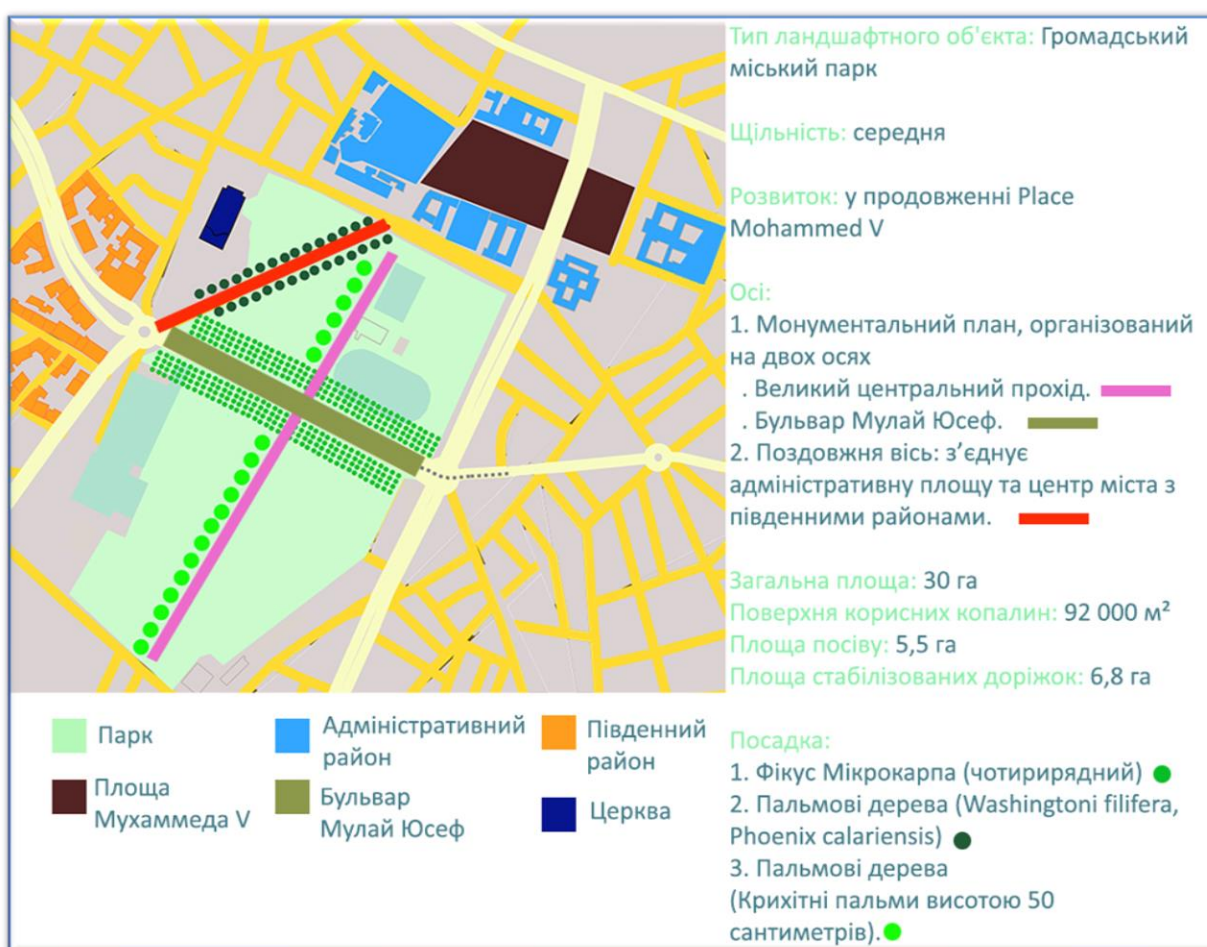 Тип ландшафтного об'єкта: Громадський
міський парк
Щільність: середня
Розвиток: у продовженні Place
Mohammed V
Осі:
1. Монументальний план, організований
на двох осях
. Великий центральний прохід.
. Бульвар Мулай Юсеф.
2. Поздовжня вісь: з’єднує
адміністративну площу та центр міста з
південними районами.
Загальна площа: 30 га
Поверхня корисних копалин: 92 000 м²
Площа посіву: 5,5 га
Площа стабілізованих доріжок: 6,8 га
Посадка:
1. Фікус Мікрокарпа (чотирирядний)
2. Пальмові дерева (Washingtoni filifera,
Phoenix calariensis)
3. Пальмові дерева
(Крихітні пальми висотою 50
сантиметрів).
Парк
Адміністративний
район
Південний
район
Площа
Мухаммеда V
Бульвар
Мулай Юсеф
Церква